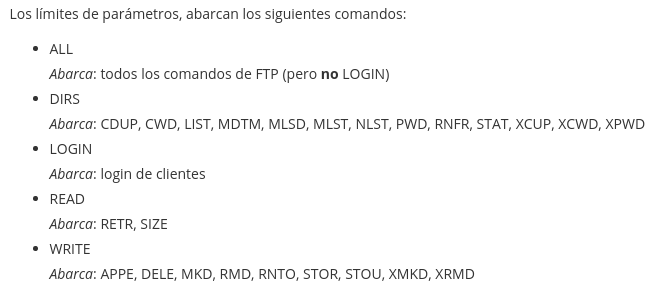 Los límites de parámetros, abarcan los siguientes comandos:
• ALL
Abarca: todos los comandos de FTP (pero no LOGIN)
• DIRS
Abarca: CDUP, CWD, LIST, MDTM, MLSD, MLST, NLST, PWD, RNFR, STAT, XCUP, XCWD, XPWD
• LOGIN
Abarca: login de clientes
• READ
Abarca: RETR, SIZE
• WRITE
Abarca: APPE, DELE, MKD, RMD, RNTO, STOR, STOU, XMKD, XRMD